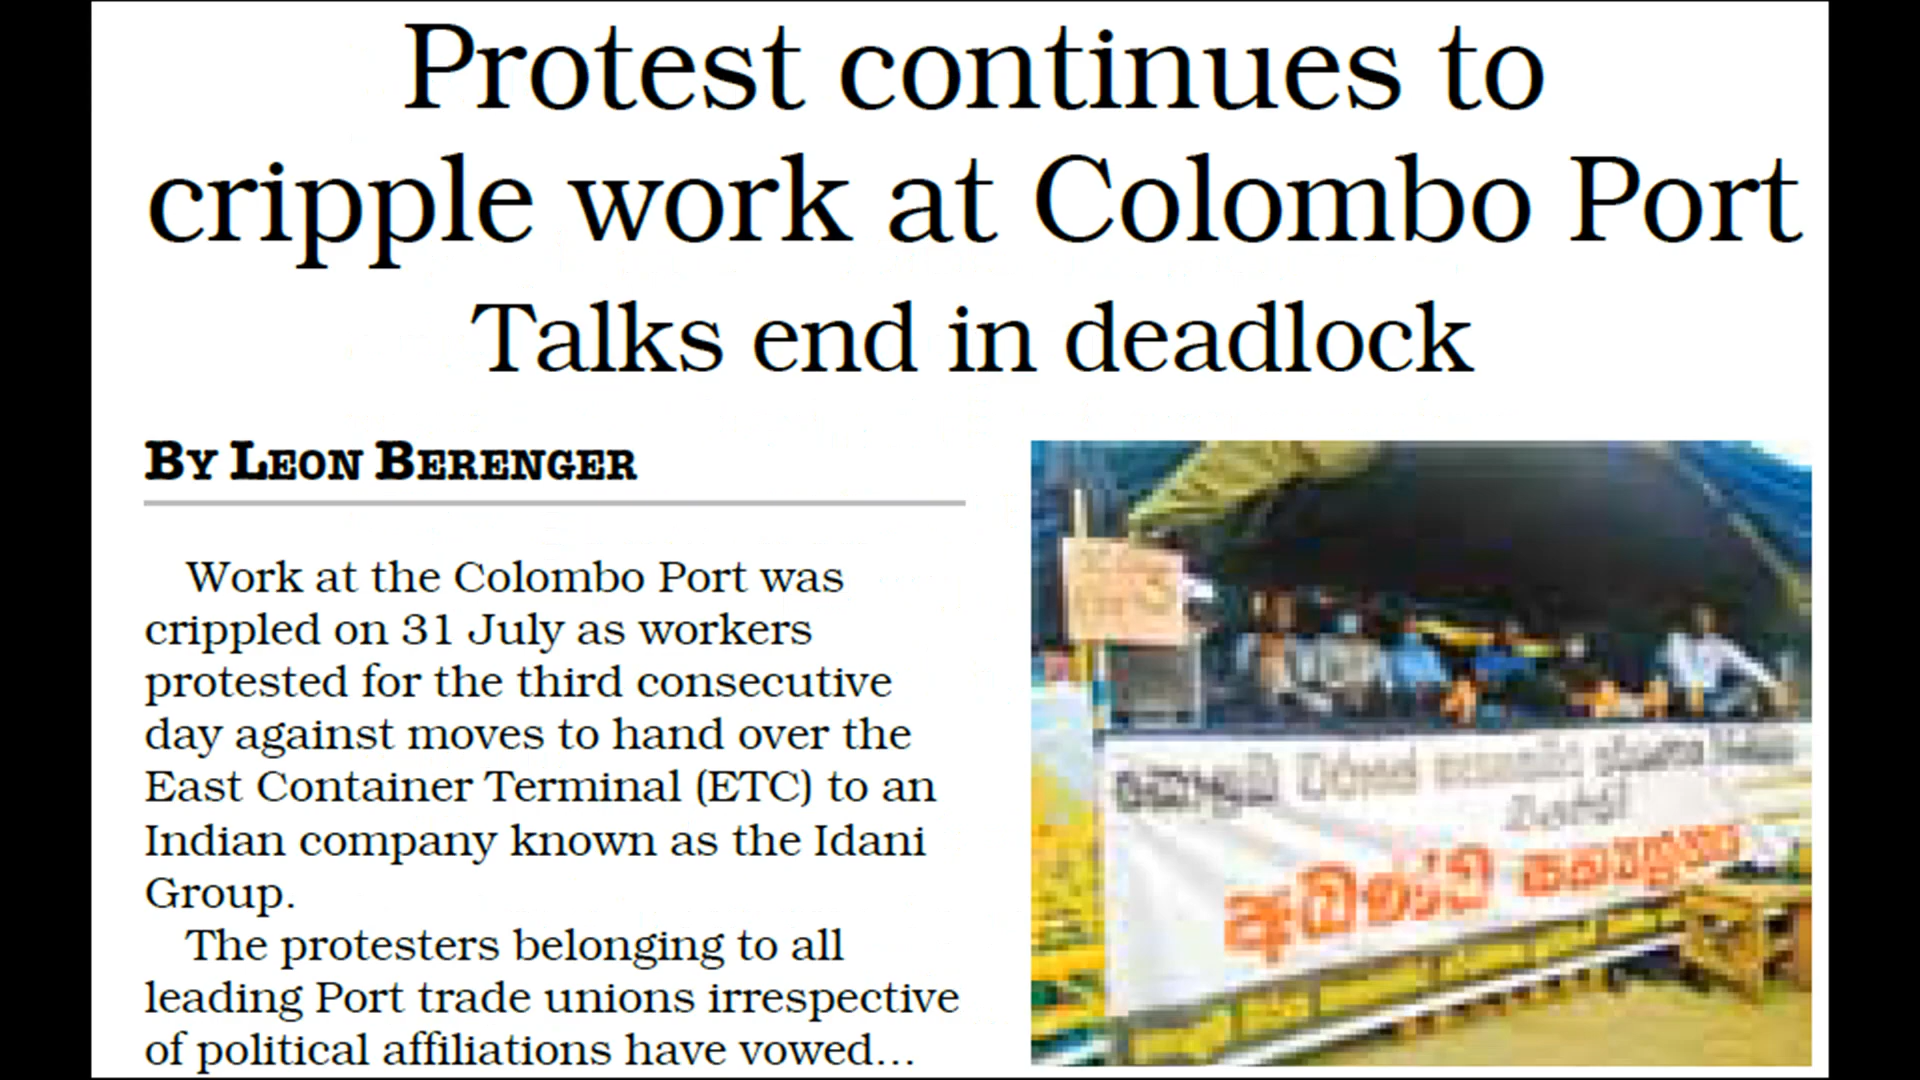 Protest continues to
cripple work at Colombo Port
Talks end in deadlock
BY LEON BERENGER
Work at the Colombo Port was
crippled on 31 July as workers
protested for the third consecutive
day against moves to hand over the
East Container Terminal (ETC) to an
Indian company known as the Idani
Group.
The protesters belonging to all
leading Port trade unions irrespective
of political affiliations have vowed...